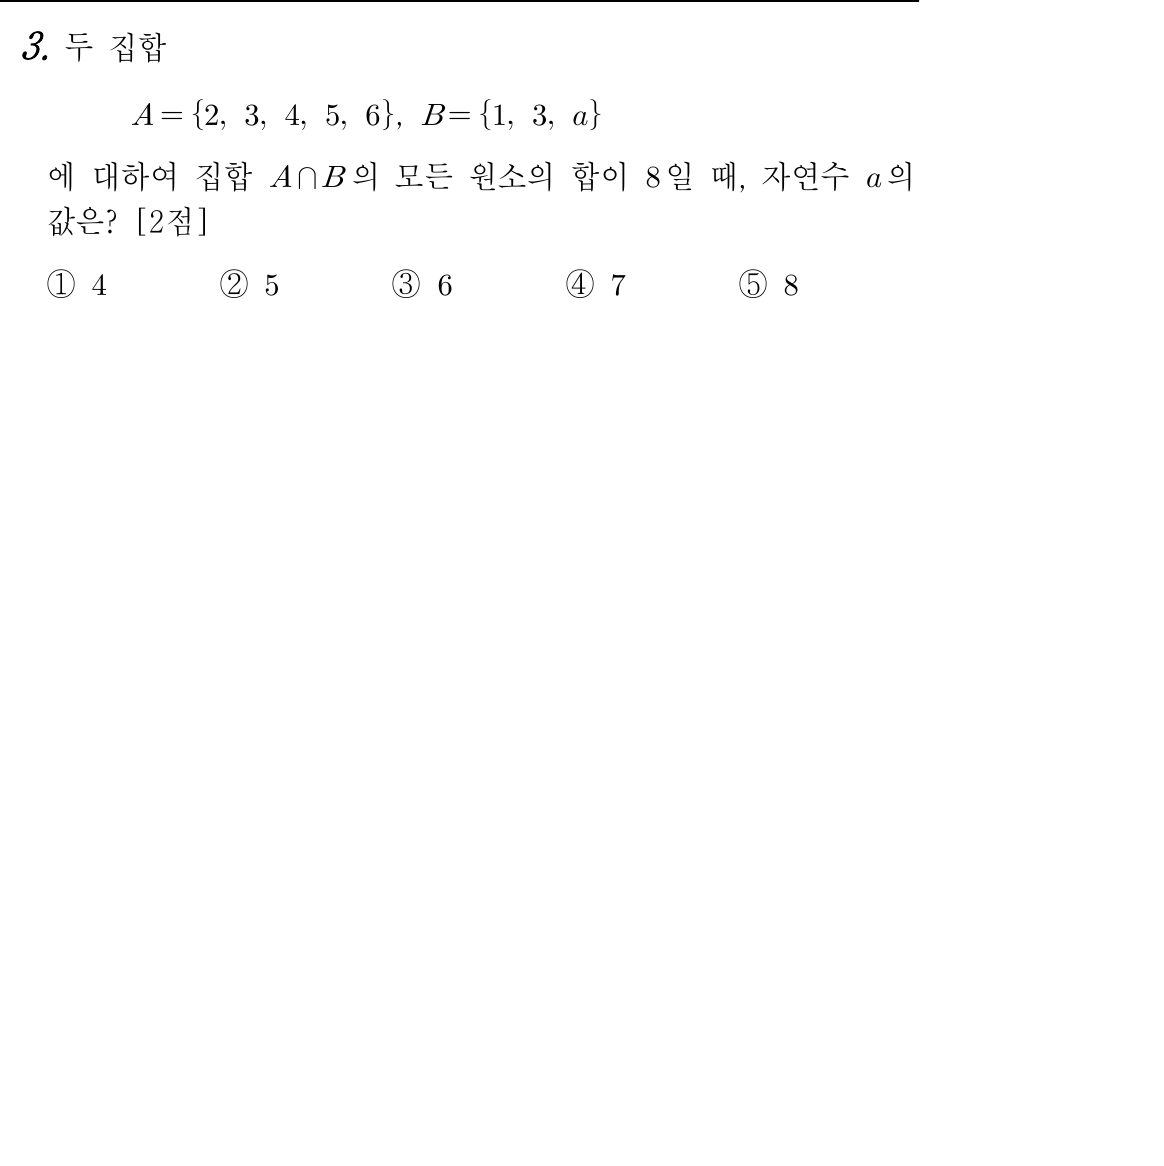 3. 두 집합
A={2, 3, 4, 5, 6}, B={1, 3, a}
에 대하여 집합 A∩B의 모든 원소의 합이 8일 때, 자연수 a의
값은? [2점]
① 4 ② 5 ③ 6 ④ 7 ⑤ 8